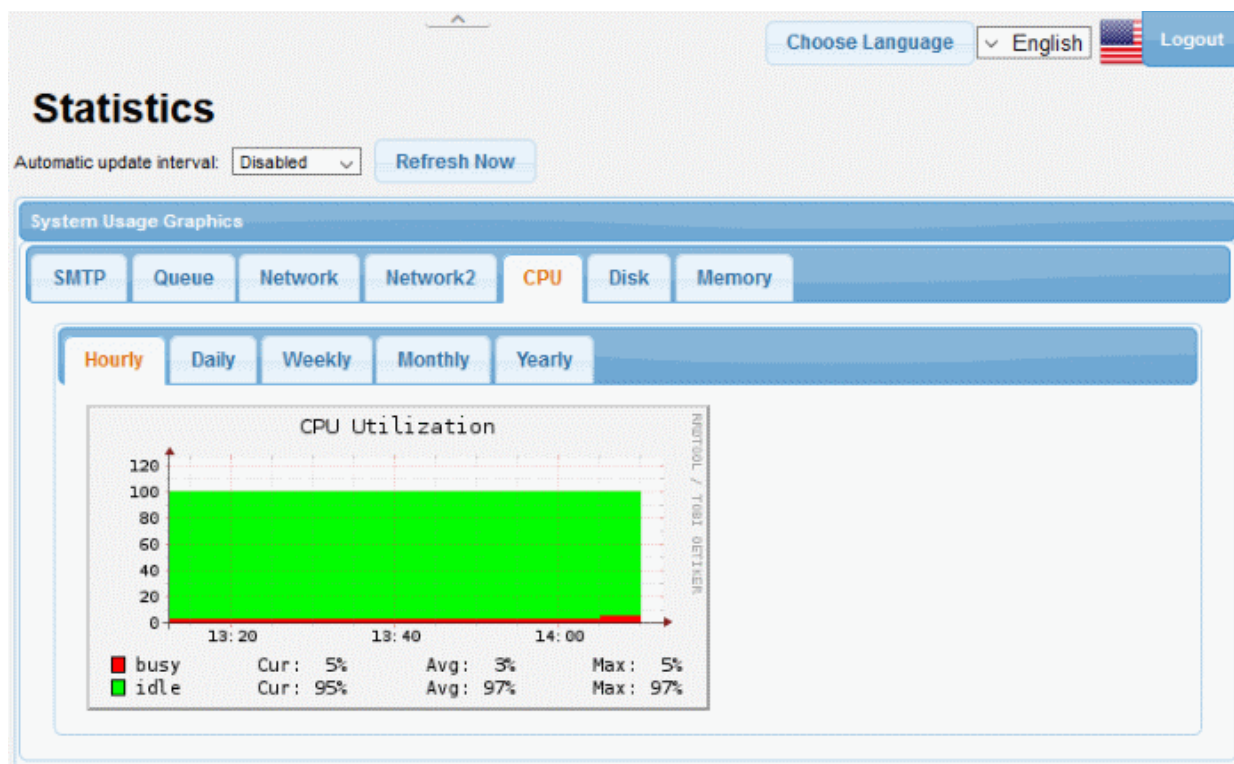 Choose Language English Logout
Statistics
Automatic update interval: Disabled Refresh Now
System Usage Graphics
SMTP Queue Network Network2 CPU Disk Memory
Hourly Daily Weekly Monthly Yearly
CPU Utilization
RRDTOOL / TOBI OETIKER
120
100
80
60
40
20
0
13:20 13:40 14:00
busy Cur: 5% Avg: 3% Max: 5%
idle Cur: 95% Avg: 97% Max: 97%